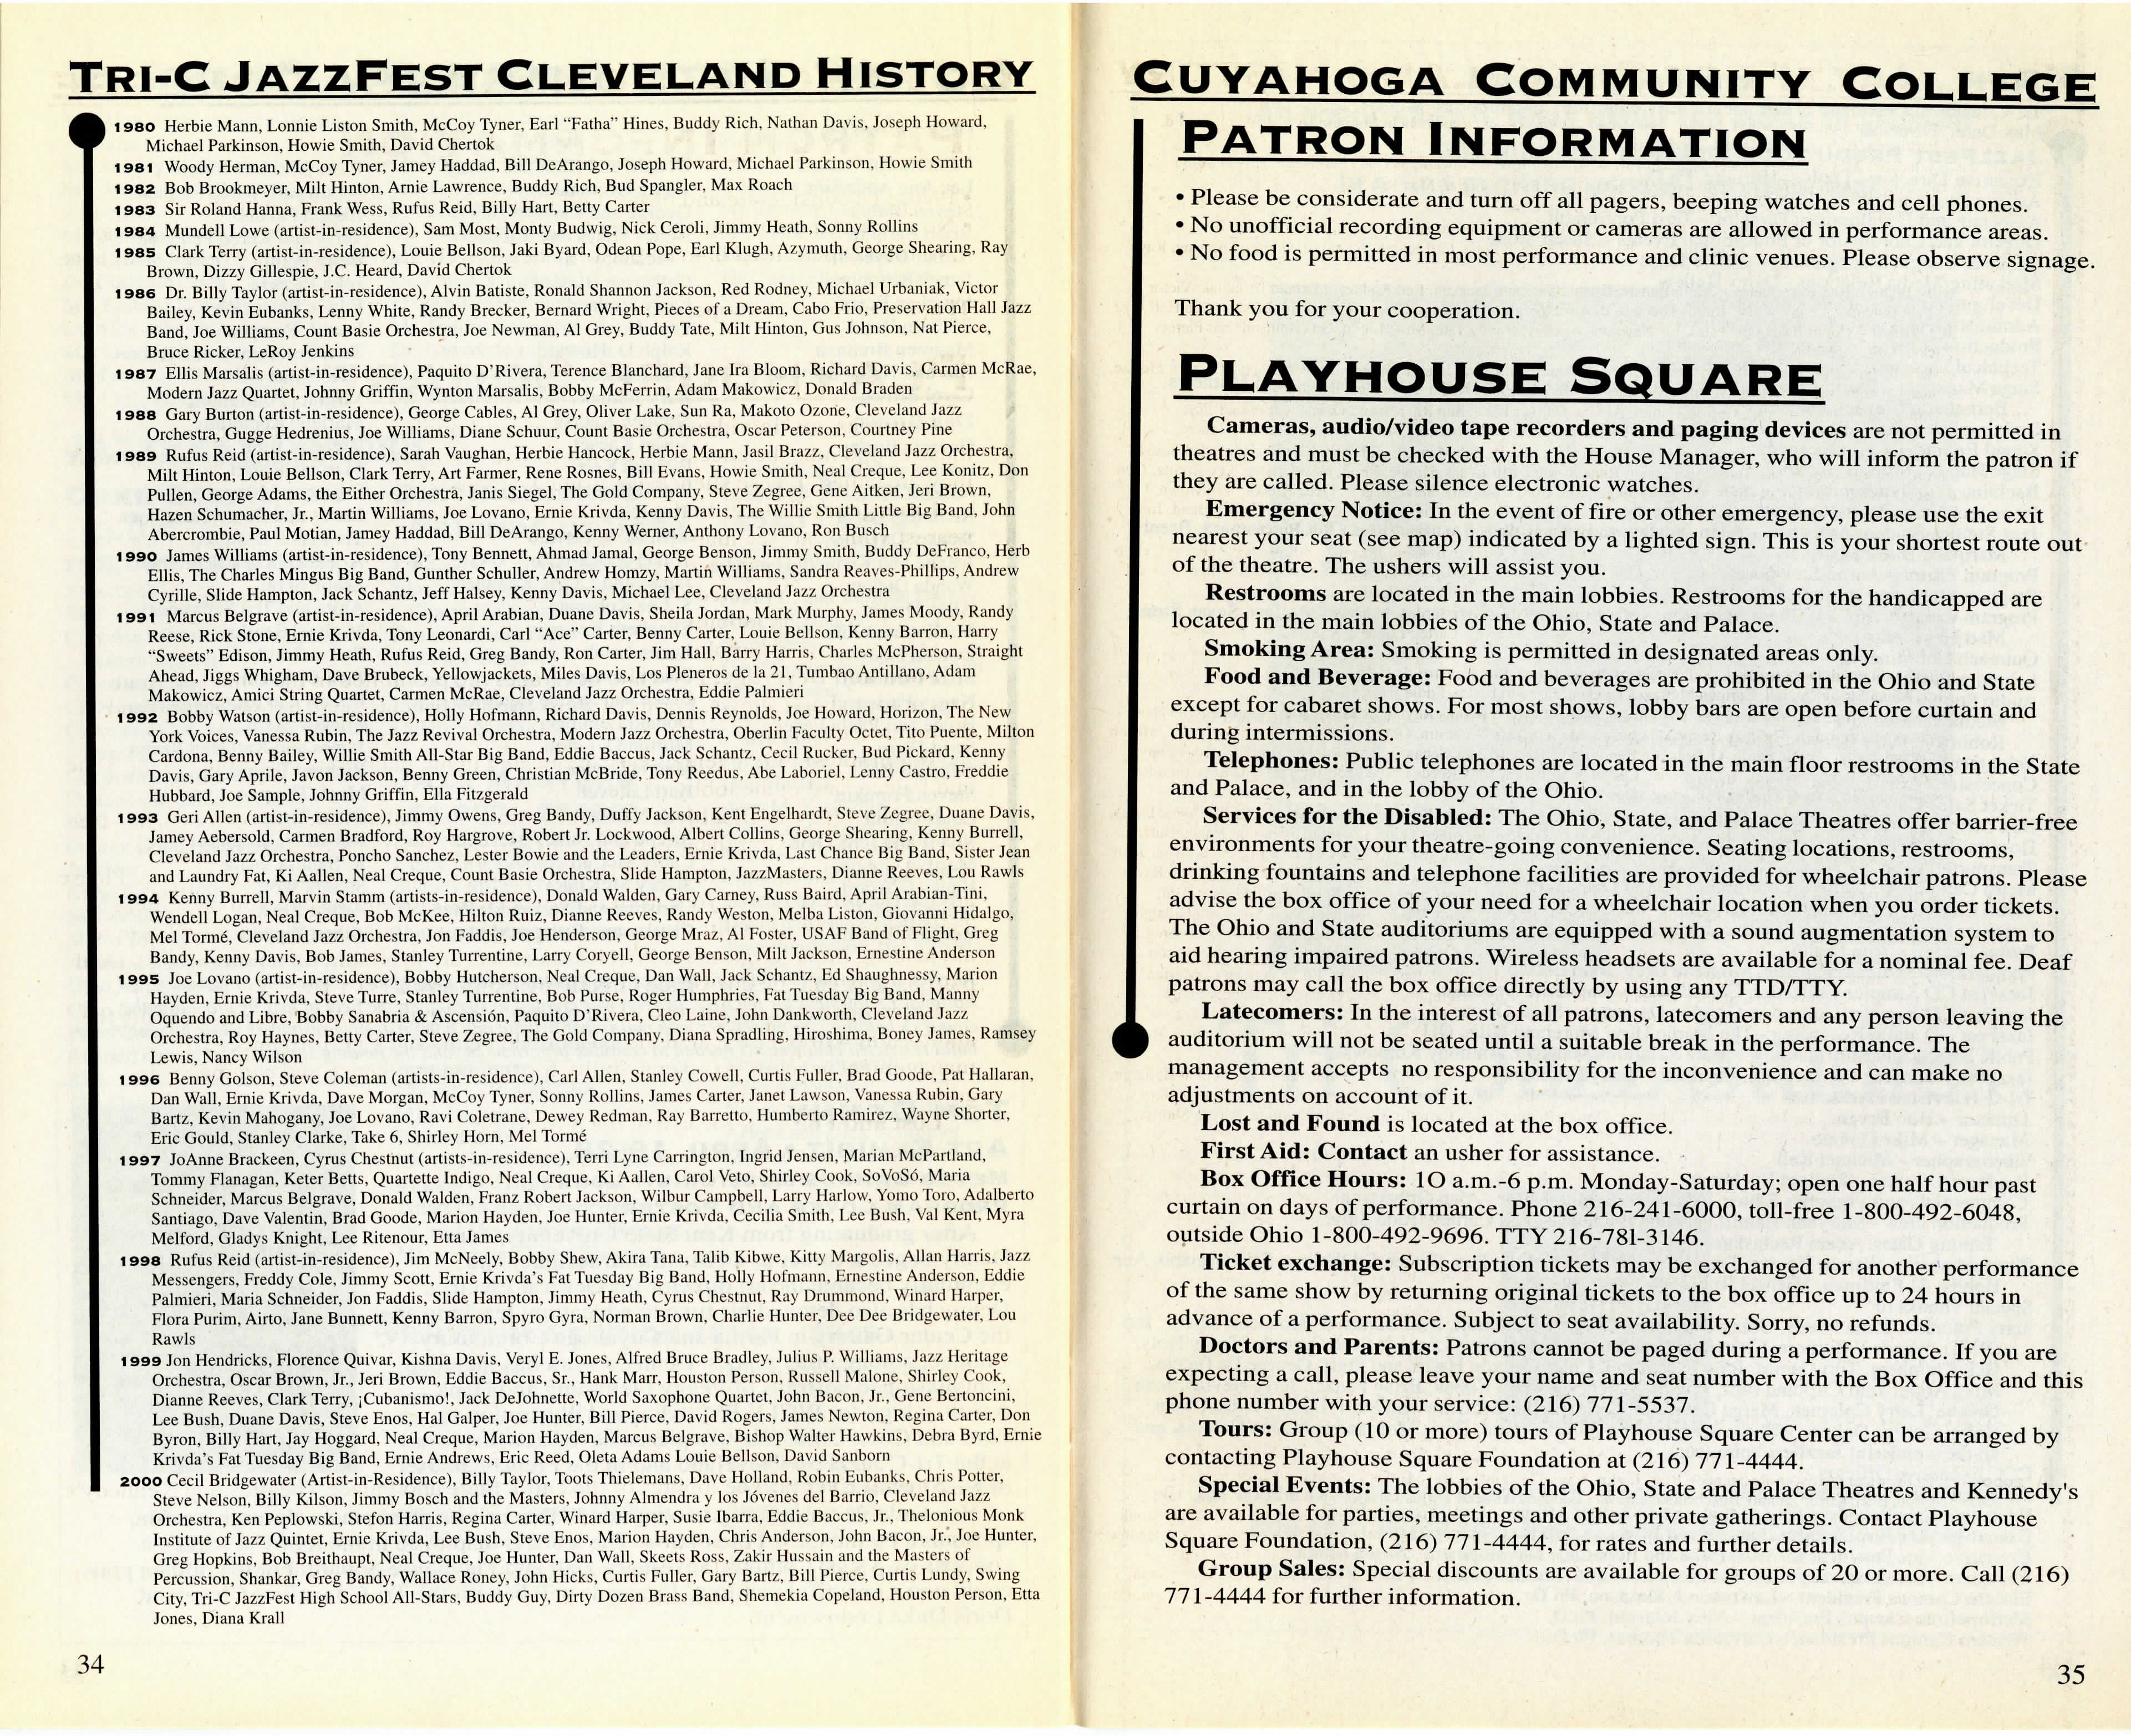 TRI-C JAZZFEST CLEVELAND HISTORY
1980 Herbie Mann, Lonnie Liston Smith, McCoy Tyner, Earl “Fatha” Hines, Buddy Rich, Nathan Davis, Joseph Howard,
Michael Parkinson, Howie Smith, David Chertok
1981 Woody Herman, McCoy Tyner, Jamey Haddad, Bill DeArango, Joseph Howard, Michael Parkinson, Howie Smith
1982 Bob Brookmeyer, Milt Hinton, Arnie Lawrence, Buddy Rich, Bud Spangler, Max Roach
1983 Sir Roland Hanna, Frank Wess, Rufus Reid, Billy Hart, Betty Carter
1984 Mundell Lowe (artist-in-residence), Sam Most, Monty Budwig, Nick Ceroli, Jimmy Heath, Sonny Rollins
1985 Clark Terry (artist-in-residence), Louie Bellson, Jaki Byard, Odean Pope, Earl Klugh, Azymuth, George Shearing, Ray
Brown, Dizzy Gillespie, J.C. Heard, David Chertok
1986 Dr. Billy Taylor (artist-in-residence), Alvin Batiste, Ronald Shannon Jackson, Red Rodney, Michael Urbaniak, Victor
Bailey, Kevin Eubanks, Lenny White, Randy Brecker, Bernard Wright, Pieces of a Dream, Cabo Frio, Preservation Hall Jazz
Band, Joe Williams, Count Basie Orchestra, Joe Newman, Al Grey, Buddy Tate, Milt Hinton, Gus Johnson, Nat Pierce,
Bruce Ricker, LeRoy Jenkins
1987 Ellis Marsalis (artist-in-residence), Paquito D’Rivera, Terence Blanchard, Jane Ira Bloom, Richard Davis, Carmen McRae,
Modern Jazz Quartet, Johnny Griffin, Wynton Marsalis, Bobby McFerrin, Adam Makowicz, Donald Braden
1988 Gary Burton (artist-in-residence), George Cables, Al Grey, Oliver Lake, Sun Ra, Makoto Ozone, Cleveland Jazz
Orchestra, Gugge Hedrenius, Joe Williams, Diane Schuur, Count Basie Orchestra, Oscar Peterson, Courtney Pine
1989 Rufus Reid (artist-in-residence), Sarah Vaughan, Herbie Hancock, Herbie Mann, Jasil Brazz, Cleveland Jazz Orchestra,
Milt Hinton, Louie Bellson, Clark Terry, Art Farmer, Rene Rosnes, Bill Evans, Howie Smith, Neal Creque, Lee Konitz, Don
Pullen, George Adams, the Either Orchestra, Janis Siegel, The Gold Company, Steve Zegree, Gene Aitken, Jeri Brown,
Hazen Schumacher, Jr., Martin Williams, Joe Lovano, Ernie Krivda, Kenny Davis, The Willie Smith Little Big Band, John
Abercrombie, Paul Motian, Jamey Haddad, Bill DeArango, Kenny Werner, Anthony Lovano, Ron Busch
1990 James Williams (artist-in-residence), Tony Bennett, Ahmad Jamal, George Benson, Jimmy Smith, Buddy DeFranco, Herb
Ellis, The Charles Mingus Big Band, Gunther Schuller, Andrew Homzy, Martin Williams, Sandra Reaves-Phillips, Andrew
Cyrille, Slide Hampton, Jack Schantz, Jeff Halsey, Kenny Davis, Michael Lee, Cleveland Jazz Orchestra
1991 Marcus Belgrave (artist-in-residence), April Arabian, Duane Davis, Sheila Jordan, Mark Murphy, James Moody, Randy
Reese, Rick Stone, Ernie Krivda, Tony Leonardi, Carl “Ace” Carter, Benny Carter, Louie Bellson, Kenny Barron, Harry
“Sweets” Edison, Jimmy Heath, Rufus Reid, Greg Bandy, Ron Carter, Jim Hall, Barry Harris, Charles McPherson, Straight
Ahead, Jiggs Whigham, Dave Brubeck, Yellowjackets, Miles Davis, Los Pleneros de la 21, Tumbao Antillano, Adam
Makowicz, Amici String Quartet, Carmen McRae, Cleveland Jazz Orchestra, Eddie Palmieri
1992 Bobby Watson (artist-in-residence), Holly Hofmann, Richard Davis, Dennis Reynolds, Joe Howard, Horizon, The New
York Voices, Vanessa Rubin, The Jazz Revival Orchestra, Modern Jazz Orchestra, Oberlin Faculty Octet, Tito Puente, Milton
Cardona, Benny Bailey, Willie Smith All-Star Big Band, Eddie Baccus, Jack Schantz, Cecil Rucker, Bud Pickard, Kenny
Davis, Gary Aprile, Javon Jackson, Benny Green, Christian McBride, Tony Reedus, Abe Laboriel, Lenny Castro, Freddie
Hubbard, Joe Sample, Johnny Griffin, Ella Fitzgerald
1993 Geri Allen (artist-in-residence), Jimmy Owens, Greg Bandy, Duffy Jackson, Kent Engelhardt, Steve Zegree, Duane Davis,
Jamey Aebersold, Carmen Bradford, Roy Hargrove, Robert Jr. Lockwood, Albert Collins, George Shearing, Kenny Burrell,
Cleveland Jazz Orchestra, Poncho Sanchez, Lester Bowie and the Leaders, Ernie Krivda, Last Chance Big Band, Sister Jean
and Laundry Fat, Ki Aallen, Neal Creque, Count Basie Orchestra, Slide Hampton, JazzMasters, Dianne Reeves, Lou Rawls
1994 Kenny Burrell, Marvin Stamm (artists-in-residence), Donald Walden, Gary Carney, Russ Baird, April Arabian-Tini,
Wendell Logan, Neal Creque, Bob McKee, Hilton Ruiz, Dianne Reeves, Randy Weston, Melba Liston, Giovanni Hidalgo,
Mel Tormé, Cleveland Jazz Orchestra, Jon Faddis, Joe Henderson, George Mraz, Al Foster, USAF Band of Flight, Greg
Bandy, Kenny Davis, Bob James, Stanley Turrentine, Larry Coryell, George Benson, Milt Jackson, Ernestine Anderson
1995 Joe Lovano (artist-in-residence), Bobby Hutcherson, Neal Creque, Dan Wall, Jack Schantz, Ed Shaughnessy, Marion
Hayden, Ernie Krivda, Steve Turre, Stanley Turrentine, Bob Purse, Roger Humphries, Fat Tuesday Big Band, Manny
Oquendo and Libre, Bobby Sanabria & Ascensión, Paquito D’Rivera, Cleo Laine, John Dankworth, Cleveland Jazz
Orchestra, Roy Haynes, Betty Carter, Steve Zegree, The Gold Company, Diana Spradling, Hiroshima, Boney James, Ramsey
Lewis, Nancy Wilson
1996 Benny Golson, Steve Coleman (artists-in-residence), Carl Allen, Stanley Cowell, Curtis Fuller, Brad Goode, Pat Hallaran,
Dan Wall, Ernie Krivda, Dave Morgan, McCoy Tyner, Sonny Rollins, James Carter, Janet Lawson, Vanessa Rubin, Gary
Bartz, Kevin Mahogany, Joe Lovano, Ravi Coletrane, Dewey Redman, Ray Barretto, Humberto Ramirez, Wayne Shorter,
Eric Gould, Stanley Clarke, Take 6, Shirley Horn, Mel Tormé
1997 JoAnne Brackeen, Cyrus Chestnut (artists-in-residence), Terri Lyne Carrington, Ingrid Jensen, Marian McPartland,
Tommy Flanagan, Keter Betts, Quartette Indigo, Neal Creque, Ki Aallen, Carol Veto, Shirley Cook, SoVoSó, Maria
Schneider, Marcus Belgrave, Donald Walden, Franz Robert Jackson, Wilbur Campbell, Larry Harlow, Yomo Toro, Adalberto
Santiago, Dave Valentin, Brad Goode, Marion Hayden, Joe Hunter, Ernie Krivda, Cecilia Smith, Lee Bush, Val Kent, Myra
Melford, Gladys Knight, Lee Ritenour, Etta James
1998 Rufus Reid (artist-in-residence), Jim McNeely, Bobby Shew, Akira Tana, Talib Kibwe, Kitty Margolis, Allan Harris, Jazz
Messengers, Freddy Cole, Jimmy Scott, Ernie Krivda’s Fat Tuesday Big Band, Holly Hofmann, Ernestine Anderson, Eddie
Palmieri, Maria Schneider, Jon Faddis, Slide Hampton, Jimmy Heath, Cyrus Chestnut, Ray Drummond, Winard Harper,
Flora Purim, Airto, Jane Bunnett, Kenny Barron, Spyro Gyra, Norman Brown, Charlie Hunter, Dee Dee Bridgewater, Lou
Rawls
1999 Jon Hendricks, Florence Quivar, Kishna Davis, Veryl E. Jones, Alfred Bruce Bradley, Julius P. Williams, Jazz Heritage
Orchestra, Oscar Brown, Jr., Jeri Brown, Eddie Baccus, Sr., Hank Marr, Houston Person, Russell Malone, Shirley Cook,
Dianne Reeves, Clark Terry, ¡Cubanismo!, Jack DeJohnette, World Saxophone Quartet, John Bacon, Jr., Gene Bertoncini,
Lee Bush, Duane Davis, Steve Enos, Hal Galper, Joe Hunter, Bill Pierce, David Rogers, James Newton, Regina Carter, Don
Byron, Billy Hart, Jay Hoggard, Neal Creque, Marion Hayden, Marcus Belgrave, Bishop Walter Hawkins, Debra Byrd, Ernie
Krivda’s Fat Tuesday Big Band, Ernie Andrews, Eric Reed, Oleta Adams Louie Bellson, David Sanborn
2000 Cecil Bridgewater (Artist-in-Residence), Billy Taylor, Toots Thielemans, Dave Holland, Robin Eubanks, Chris Potter,
Steve Nelson, Billy Kilson, Jimmy Bosch and the Masters, Johnny Almendra y los Jóvenes del Barrio, Cleveland Jazz
Orchestra, Ken Peplowski, Stefon Harris, Regina Carter, Winard Harper, Susie Ibarra, Eddie Baccus, Jr., Thelonious Monk
Institute of Jazz Quintet, Ernie Krivda, Lee Bush, Steve Enos, Marion Hayden, Chris Anderson, John Bacon, Jr., Joe Hunter,
Greg Hopkins, Bob Breithaupt, Neal Creque, Joe Hunter, Dan Wall, Skeets Ross, Zakir Hussain and the Masters of
Percussion, Shankar, Greg Bandy, Wallace Roney, John Hicks, Curtis Fuller, Gary Bartz, Bill Pierce, Curtis Lundy, Swing
City, Tri-C JazzFest High School All-Stars, Buddy Guy, Dirty Dozen Brass Band, Shemekia Copeland, Houston Person, Etta
Jones, Diana Krall
34
CUYAHOGA COMMUNITY COLLEGE
PATRON INFORMATION
• Please be considerate and turn off all pagers, beeping watches and cell phones.
• No unofficial recording equipment or cameras are allowed in performance areas.
• No food is permitted in most performance and clinic venues. Please observe signage.
Thank you for your cooperation.
PLAYHOUSE SQUARE
Cameras, audio/video tape recorders and paging devices are not permitted in
theatres and must be checked with the House Manager, who will inform the patron if
they are called. Please silence electronic watches.
Emergency Notice: In the event of fire or other emergency, please use the exit
nearest your seat (see map) indicated by a lighted sign. This is your shortest route out
of the theatre. The ushers will assist you.
Restrooms are located in the main lobbies. Restrooms for the handicapped are
located in the main lobbies of the Ohio, State and Palace.
Smoking Area: Smoking is permitted in designated areas only.
Food and Beverage: Food and beverages are prohibited in the Ohio and State
except for cabaret shows. For most shows, lobby bars are open before curtain and
during intermissions.
Telephones: Public telephones are located in the main floor restrooms in the State
and Palace, and in the lobby of the Ohio.
Services for the Disabled: The Ohio, State, and Palace Theatres offer barrier-free
environments for your theatre-going convenience. Seating locations, restrooms,
drinking fountains and telephone facilities are provided for wheelchair patrons. Please
advise the box office of your need for a wheelchair location when you order tickets.
The Ohio and State auditoriums are equipped with a sound augmentation system to
aid hearing impaired patrons. Wireless headsets are available for a nominal fee. Deaf
patrons may call the box office directly by using any TTD/TTY.
Latecomers: In the interest of all patrons, latecomers and any person leaving the
auditorium will not be seated until a suitable break in the performance. The
management accepts no responsibility for the inconvenience and can make no
adjustments on account of it.
Lost and Found is located at the box office.
First Aid: Contact an usher for assistance.
Box Office Hours: 1O a.m.-6 p.m. Monday-Saturday; open one half hour past
curtain on days of performance. Phone 216-241-6000, toll-free 1-800-492-6048,
outside Ohio 1-800-492-9696. TTY 216-781-3146.
Ticket exchange: Subscription tickets may be exchanged for another performance
of the same show by returning original tickets to the box office up to 24 hours in
advance of a performance. Subject to seat availability. Sorry, no refunds.
Doctors and Parents: Patrons cannot be paged during a performance. If you are
expecting a call, please leave your name and seat number with the Box Office and this
phone number with your service: (216) 771-5537.
Tours: Group (10 or more) tours of Playhouse Square Center can be arranged by
contacting Playhouse Square Foundation at (216) 771-4444.
Special Events: The lobbies of the Ohio, State and Palace Theatres and Kennedy's
are available for parties, meetings and other private gatherings. Contact Playhouse
Square Foundation, (216) 771-4444, for rates and further details.
Group Sales: Special discounts are available for groups of 20 or more. Call (216)
771-4444 for further information.
35